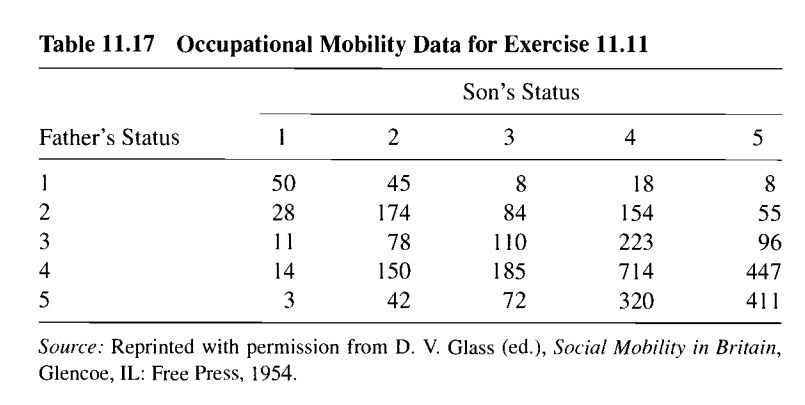 Table 11.17 Occupational Mobility Data for Exercise 11.11
Son's Status
Father's Status 1 2 3 4 5
1 50 45 8 18 8
2 28 174 84 154 55
3 11 78 110 223 96
4 14 150 185 714 447
5 3 42 72 320 411
Source: Reprinted with permission from D. V. Glass (ed.), Social Mobility in Britain,
Glencoe, IL: Free Press, 1954.